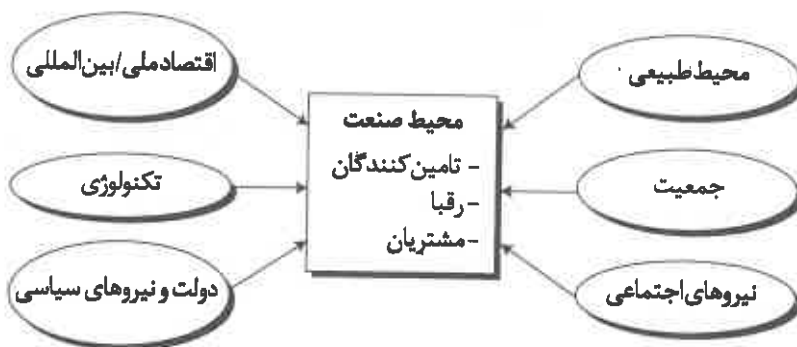 محیط طبیعی
اقتصاد ملی/بین‌المللی
محیط صنعت
- تامین‌کنندگان
- رقبا
- مشتریان
جمعیت
تکنولوژی
نیروهای اجتماعی
دولت و نیروهای سیاسی